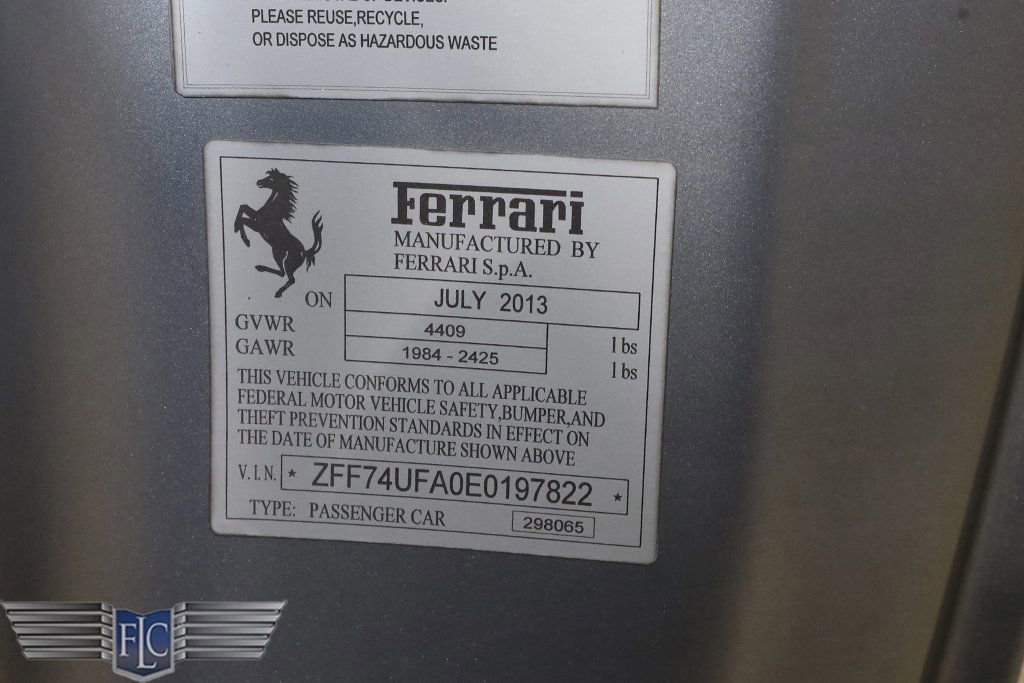 PLEASE REUSE,RECYCLE,
OR DISPOSE AS HAZARDOUS WASTE
Ferrari
MANUFACTURED BY
FERRARI S.p.A.
ON JULY 2013
GVWR 4409 lbs
GAWR 1984 - 2425 lbs
THIS VEHICLE CONFORMS TO ALL APPLICABLE
FEDERAL MOTOR VEHICLE SAFETY,BUMPER,AND
THEFT PREVENTION STANDARDS IN EFFECT ON
THE DATE OF MANUFACTURE SHOWN ABOVE
V.I.N. * ZFF74UFA0E0197822 *
TYPE: PASSENGER CAR 298065
FLC